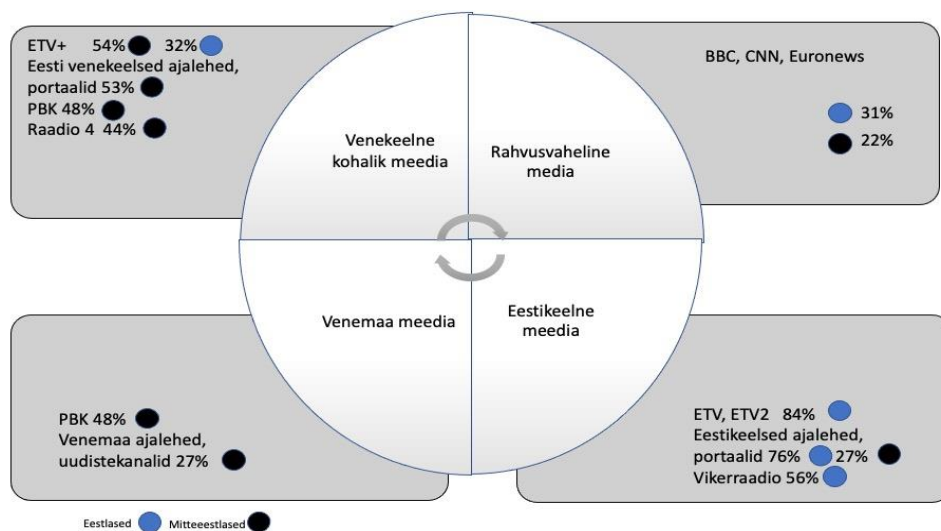 ETV+ 54% 32%
Eesti venekeelsed ajalehed,
portaalid 53%
PBK 48%
Raadio 4 44%
Venekeelne
kohalik meedia
Rahvusvaheline
media
BBC, CNN, Euronews
31%
22%
Venemaa meedia
Eestikeelne
meedia
PBK 48%
Venemaa ajalehed,
uudistekanalid 27%
ETV, ETV2 84%
Eestikeelsed ajalehed,
portaalid 76% 27%
Vikerraadio 56%
Eestlased Mitteeestlased